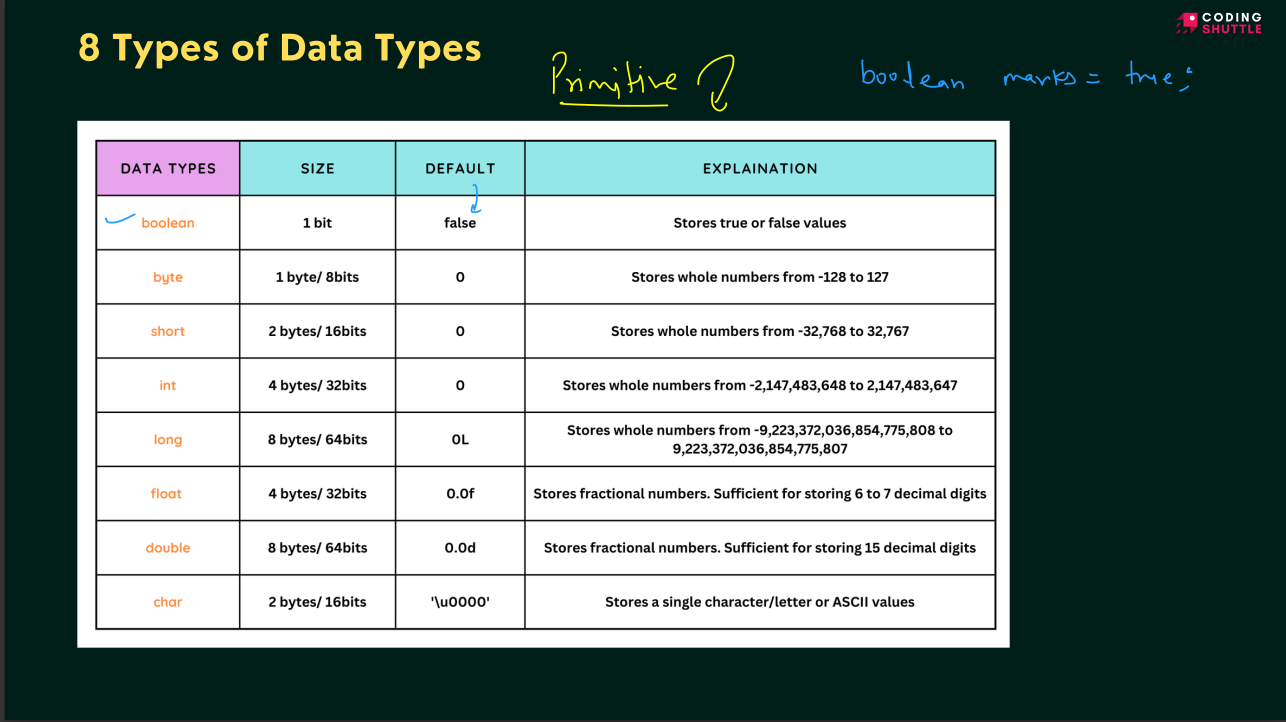 CODING
SHUTTLE
8 Types of Data Types
Primitive
boolean marks = true;
DATA TYPES SIZE DEFAULT EXPLAINATION
boolean 1 bit false Stores true or false values
byte 1 byte/ 8bits 0 Stores whole numbers from -128 to 127
short 2 bytes/ 16bits 0 Stores whole numbers from -32,768 to 32,767
int 4 bytes/ 32bits 0 Stores whole numbers from -2,147,483,648 to 2,147,483,647
long 8 bytes/ 64bits 0L Stores whole numbers from -9,223,372,036,854,775,808 to
9,223,372,036,854,775,807
float 4 bytes/ 32bits 0.0f Stores fractional numbers. Sufficient for storing 6 to 7 decimal digits
double 8 bytes/ 64bits 0.0d Stores fractional numbers. Sufficient for storing 15 decimal digits
char 2 bytes/ 16bits '\u0000' Stores a single character/letter or ASCII values